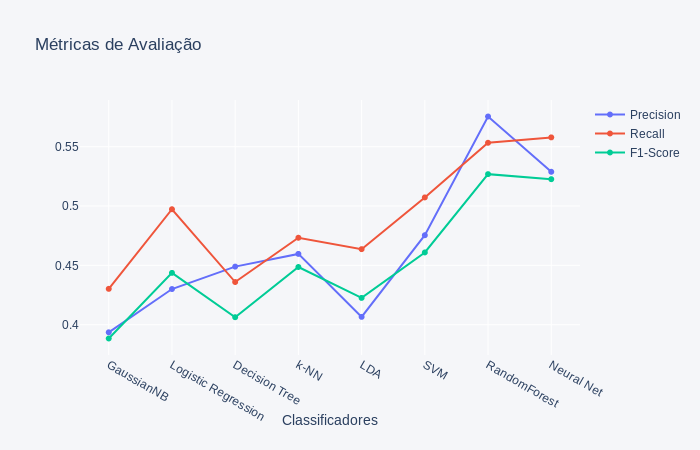 Métricas de Avaliação
Precision
Recall
F1-Score
0.55
0.5
0.45
0.4
GaussianNB
Logistic Regression
Decision Tree
k-NN
LDA
SVM
RandomForest
Neural Net
Classificadores